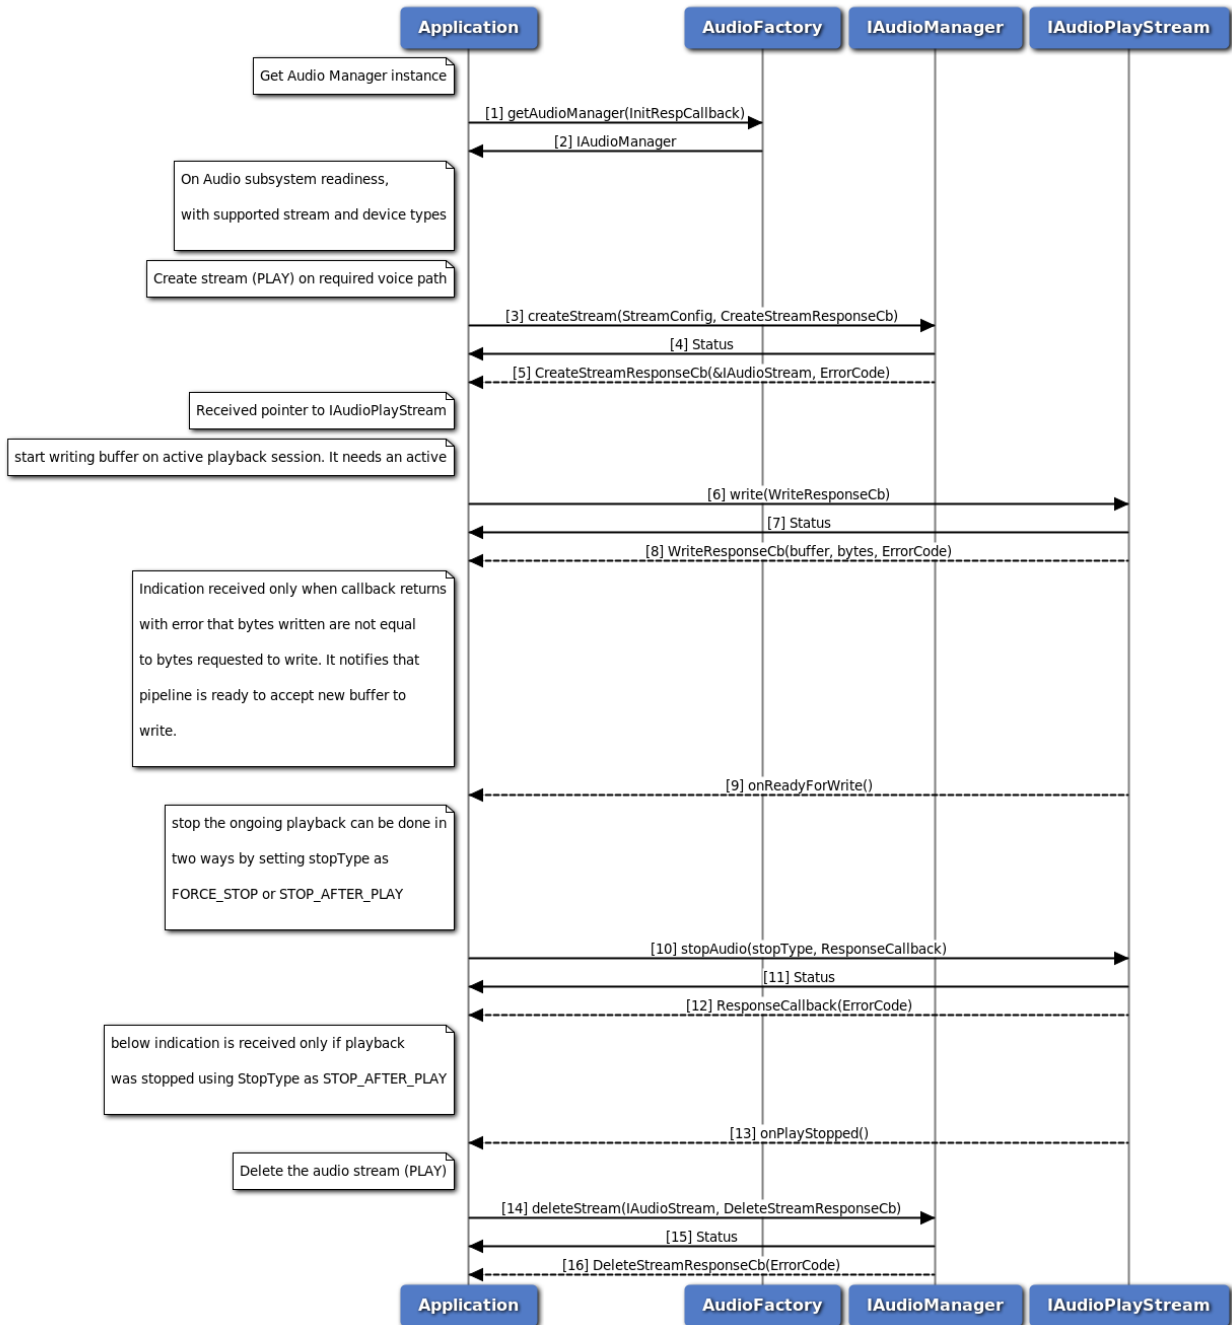 Application
AudioFactory
IAudioManager
IAudioPlayStream
Get Audio Manager instance
[1] getAudioManager(InitRespCallback)
[2] IAudioManager
On Audio subsystem readiness,
with supported stream and device types
Create stream (PLAY) on required voice path
[3] createStream(StreamConfig, CreateStreamResponseCb)
[4] Status
[5] CreateStreamResponseCb(&IAudioStream, ErrorCode)
Received pointer to IAudioPlayStream
start writing buffer on active playback session. It needs an active
[6] write(WriteResponseCb)
[7] Status
[8] WriteResponseCb(buffer, bytes, ErrorCode)
Indication received only when callback returns
with error that bytes written are not equal
to bytes requested to write. It notifies that
pipeline is ready to accept new buffer to
write.
[9] onReadyForWrite()
stop the ongoing playback can be done in
two ways by setting stopType as
FORCE_STOP or STOP_AFTER_PLAY
[10] stopAudio(stopType, ResponseCallback)
[11] Status
[12] ResponseCallback(ErrorCode)
below indication is received only if playback
was stopped using StopType as STOP_AFTER_PLAY
[13] onPlayStopped()
Delete the audio stream (PLAY)
[14] deleteStream(IAudioStream, DeleteStreamResponseCb)
[15] Status
[16] DeleteStreamResponseCb(ErrorCode)
Application
AudioFactory
IAudioManager
IAudioPlayStream